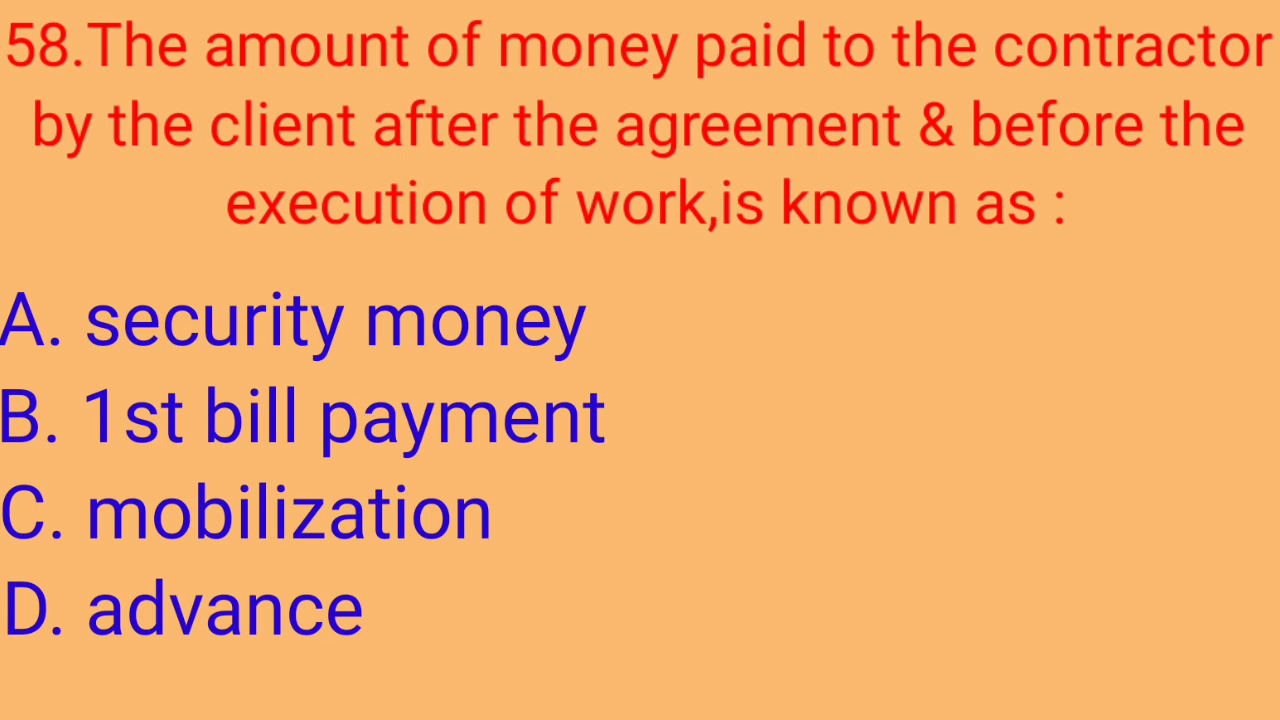 58.The amount of money paid to the contractor
by the client after the agreement & before the
execution of work,is known as :
A. security money
B. 1st bill payment
C. mobilization
D. advance